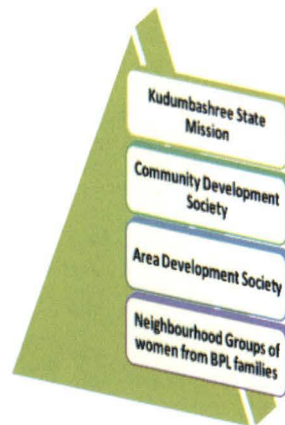 Kudumbashree State
Mission
Community Development
Society
Area Development Society
Neighbourhood Groups of
women from BPL families